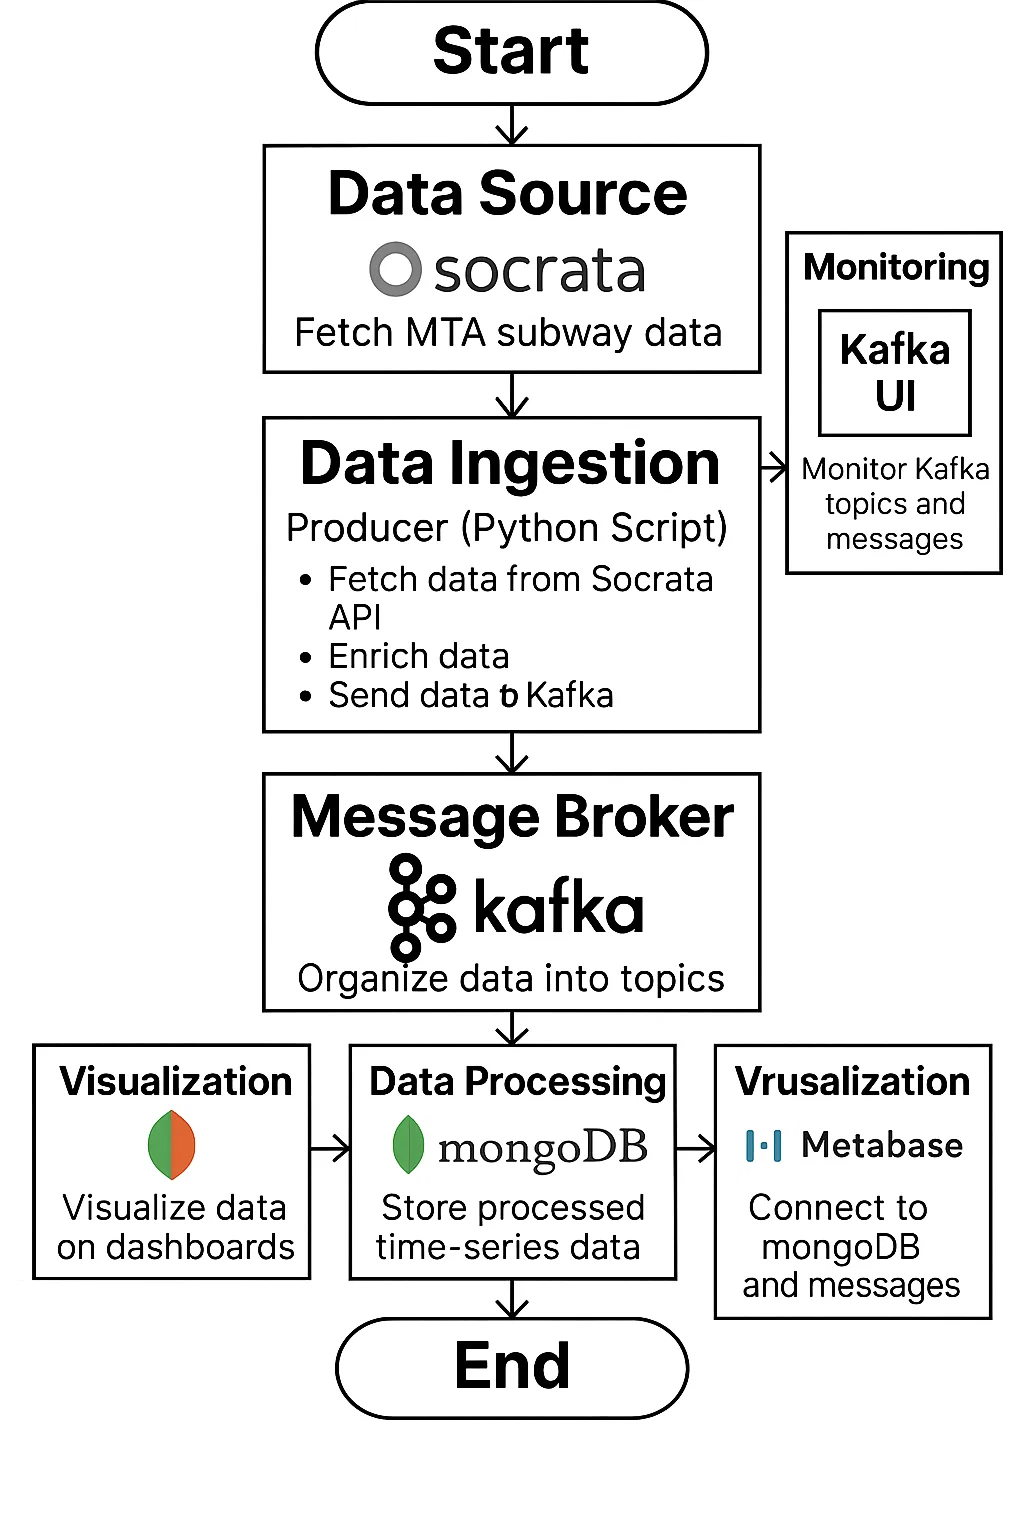 Start
Data Source
socrata
Fetch MTA subway data
Monitoring
Kafka
UI
Monitor Kafka
topics and
messages
Data Ingestion
Producer (Python Script)
• Fetch data from Socrata
API
• Enrich data
• Send data to Kafka
Message Broker
kafka
Organize data into topics
Visualization
Visualize data
on dashboards
Data Processing
mongoDB
Store processed
time-series data
Vrusalization
Metabase
Connect to
mongoDB
and messages
End